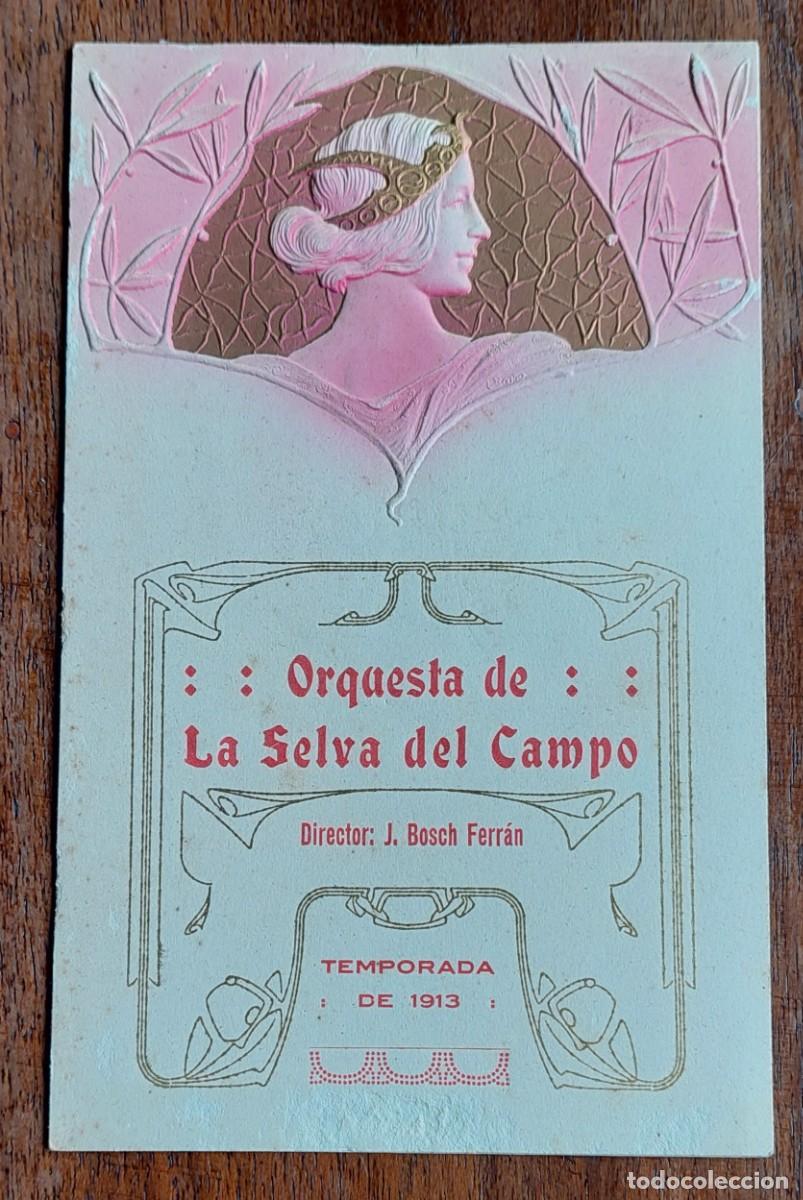 : : Orquesta de : :
La Selva del Campo
Director: J. Bosch Ferrán
TEMPORADA
: DE 1913 :
todocoleccion